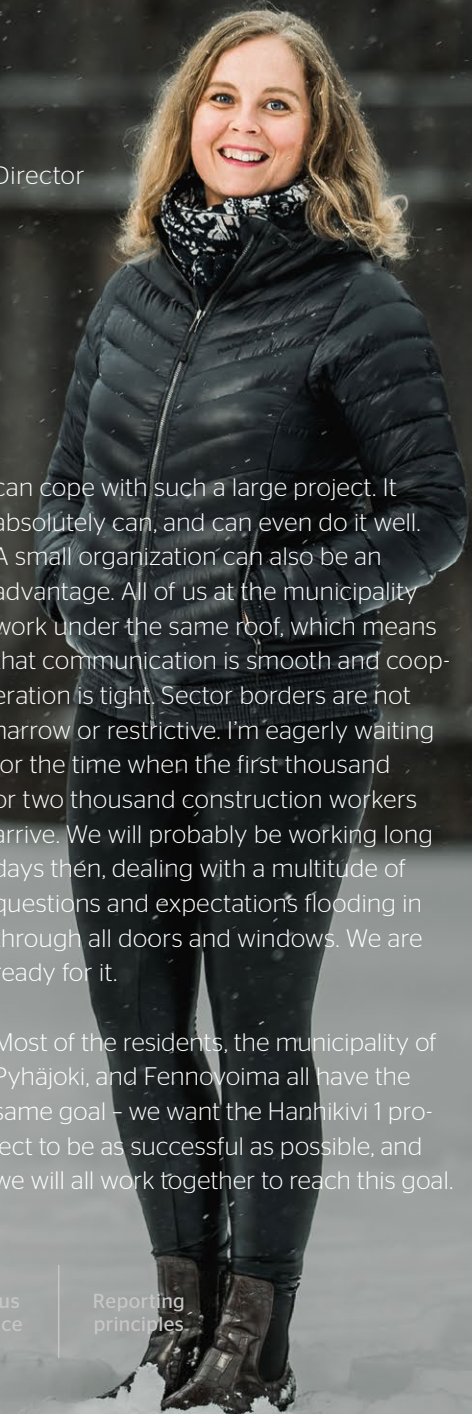 Director
can cope with such a large project. It
absolutely can, and can even do it well.
A small organization can also be an
advantage. All of us at the municipality
work under the same roof, which means
that communication is smooth and coop-
eration is tight. Sector borders are not
narrow or restrictive. I'm eagerly waiting
for the time when the first thousand
or two thousand construction workers
arrive. We will probably be working long
days then, dealing with a multitude of
questions and expectations flooding in
through all doors and windows. We are
ready for it.
Most of the residents, the municipality of
Pyhäjoki, and Fennovoima all have the
same goal – we want the Hanhikivi 1 pro-
ject to be as successful as possible, and
we will all work together to reach this goal.
us
ce
Reporting
principles